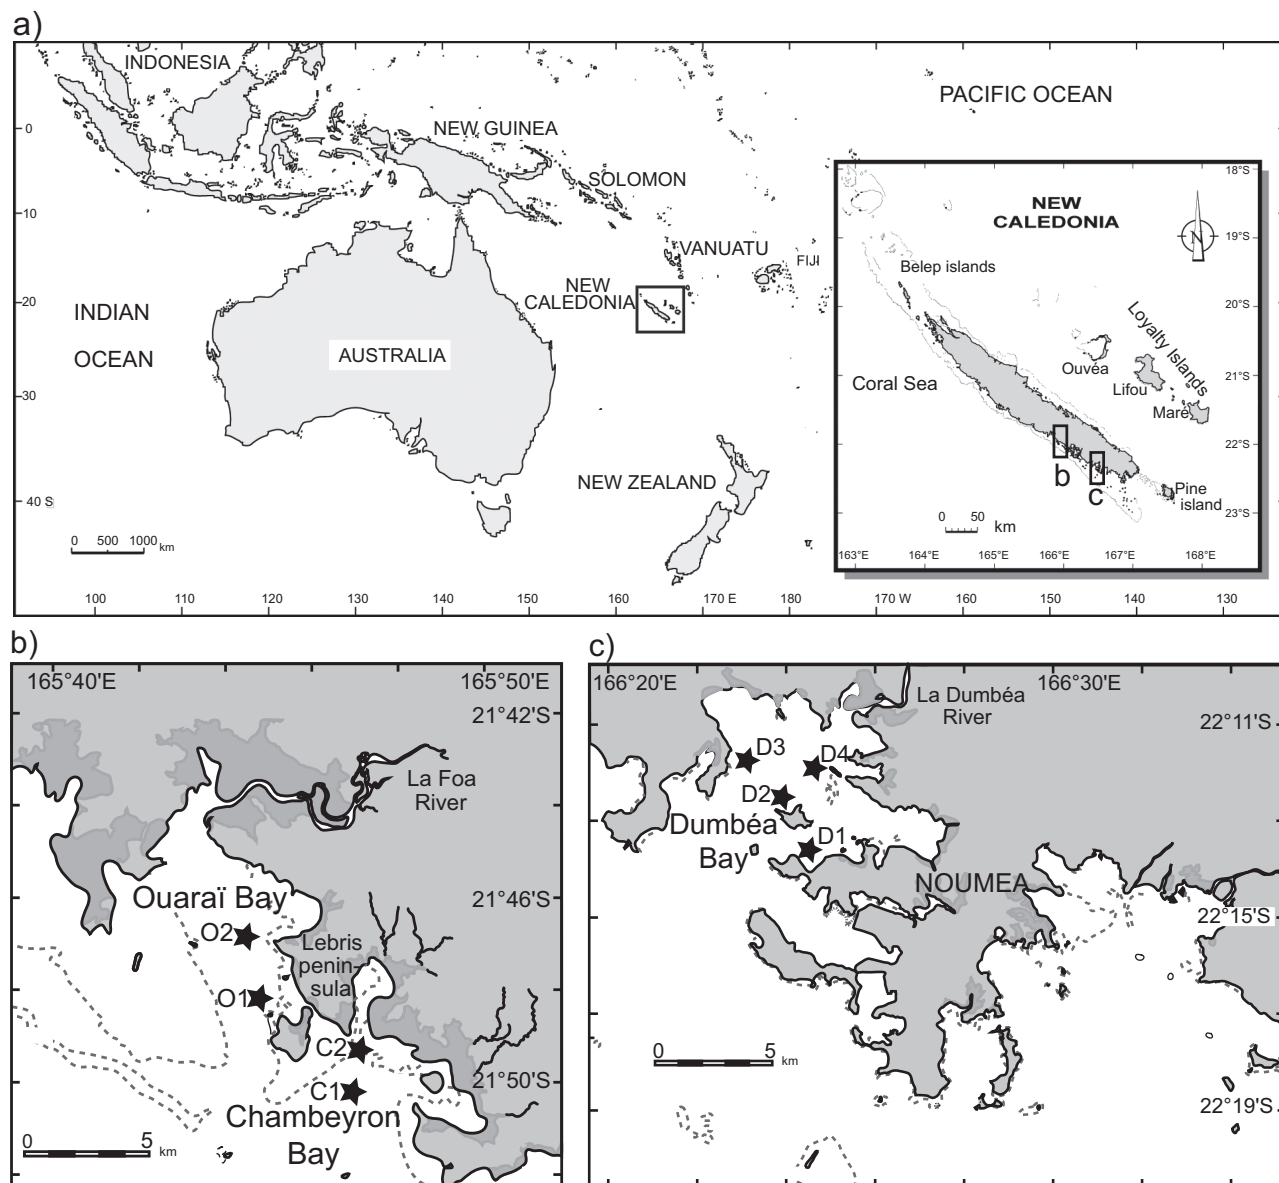 a)
INDONESIA
PACIFIC OCEAN
NEW GUINEA
0
SOLOMON
10
VANUATU
FIJI
NEW
CALEDONIA
20
INDIAN
OCEAN
AUSTRALIA
30
NEW ZEALAND
40 S
0 500 1000 km
100 110 120 130 140 150 160 170 E 180 170 W 160 150 140 130
NEW
CALEDONIA
N
18°S
19°S
Belep islands
20°S
Loyalty Islands
Ouvéa
Coral Sea
21°S
Lifou
Maré
22°S
b
c
Pine
island
23°S
0 50
km
163°E 164°E 165°E 166°E 167°E 168°E
b)
165°40'E 165°50'E
21°42'S
La Foa
River
Ouaraï Bay
21°46'S
O2
Lebris
penin-
sula
O1
C2
21°50'S
C1
Chambeyron
Bay
0 5
km
c)
166°20'E 166°30'E
La Dumbéa
River
22°11'S
D3
D4
D2
Dumbéa
Bay
D1
NOUMEA
22°15'S
0 5
km
22°19'S